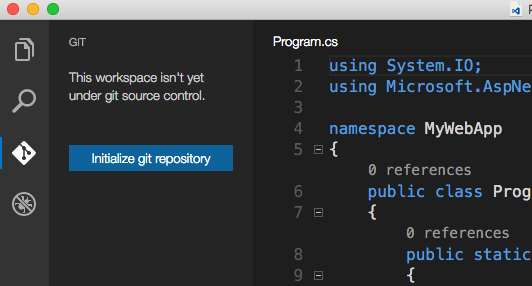 GIT
This workspace isn't yet
under git source control.
Initialize git repository
Program.cs
1 using System.IO;
2 using Microsoft.AspNe
3
4 namespace MyWebApp
5 {
0 references
6 public class Prog
7 {
0 references
8 public static
9 {